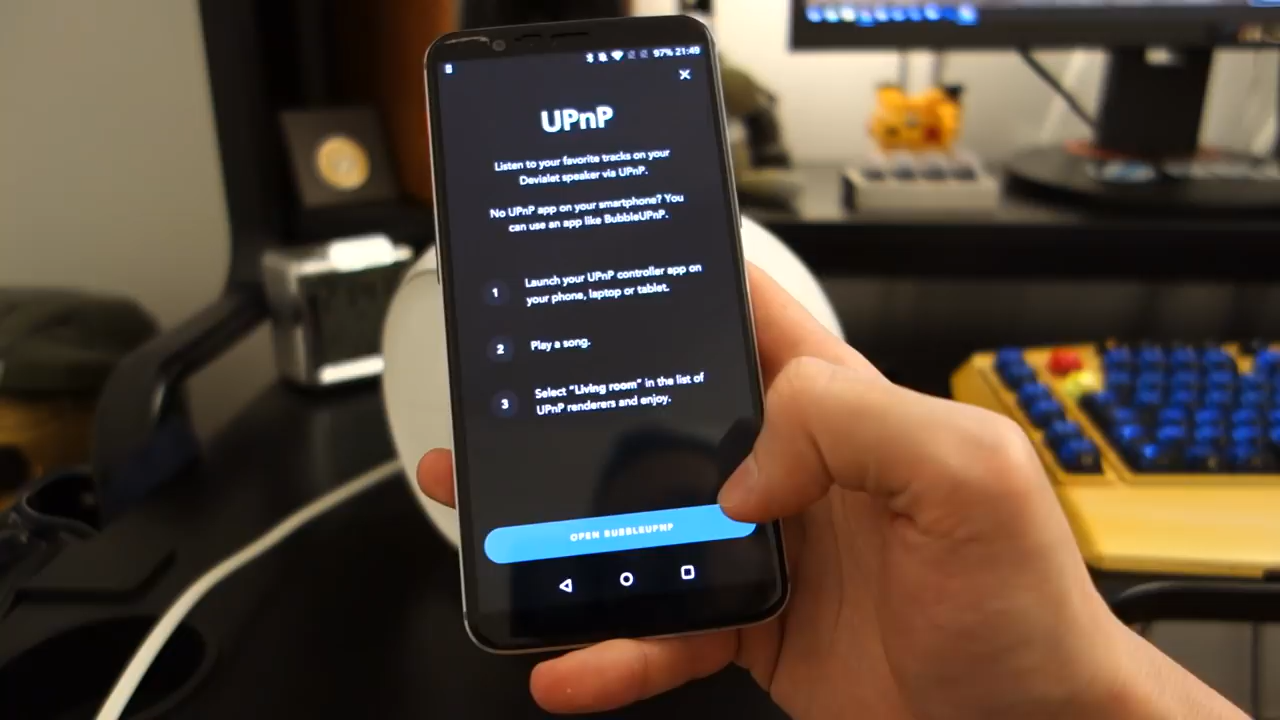 97% 21:49
UPnP
Listen to your favorite tracks on your
Devialet speaker via UPnP.
No UPnP app on your smartphone? You
can use an app like BubbleUPnP.
1
Launch your UPnP controller app on
your phone, laptop or tablet.
2
Play a song.
3
Select "Living room" in the list of
UPnP renderers and enjoy.
OPEN BUBBLEUPNP